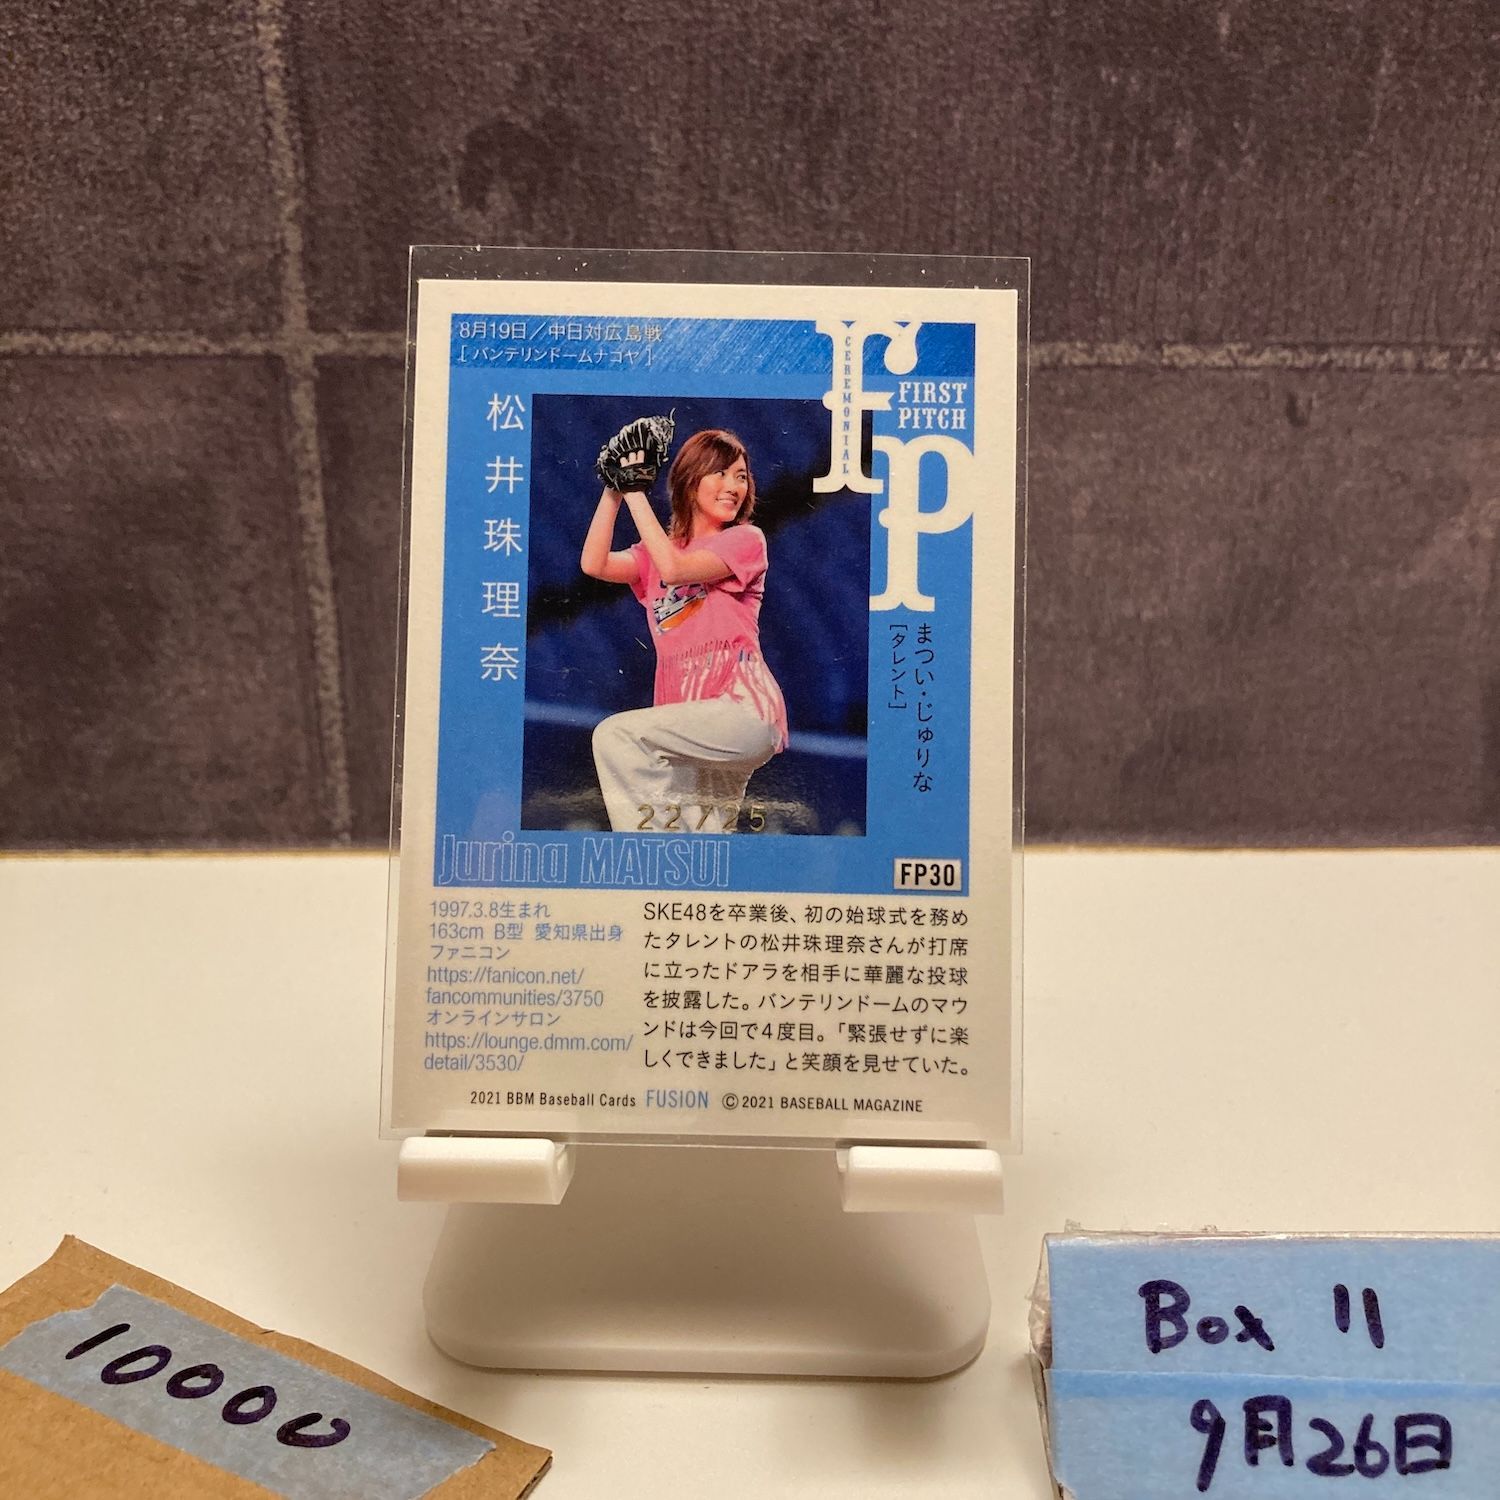 8月19日／中日対広島戦
[ バンテリンドームナゴヤ ]
CEREMONIAL
FP
FIRST
PITCH
松井珠理奈
まつい・じゅりな
[タレント]
22/25
Jurina MATSUI
FP30
1997.3.8生まれ
163cm B型 愛知県出身
ファニコン
https://fanicon.net/
fancommunities/3750
オンラインサロン
https://lounge.dmm.com/
detail/3530/
SKE48を卒業後、初の始球式を務め
たタレントの松井珠理奈さんが打席
に立ったドアラを相手に華麗な投球
を披露した。バンテリンドームのマウ
ンドは今回で4度目。「緊張せずに楽
しくできました」と笑顔を見せていた。
2021 BBM Baseball Cards FUSION ©2021 BASEBALL MAGAZINE
10000
Box 11
9月26日